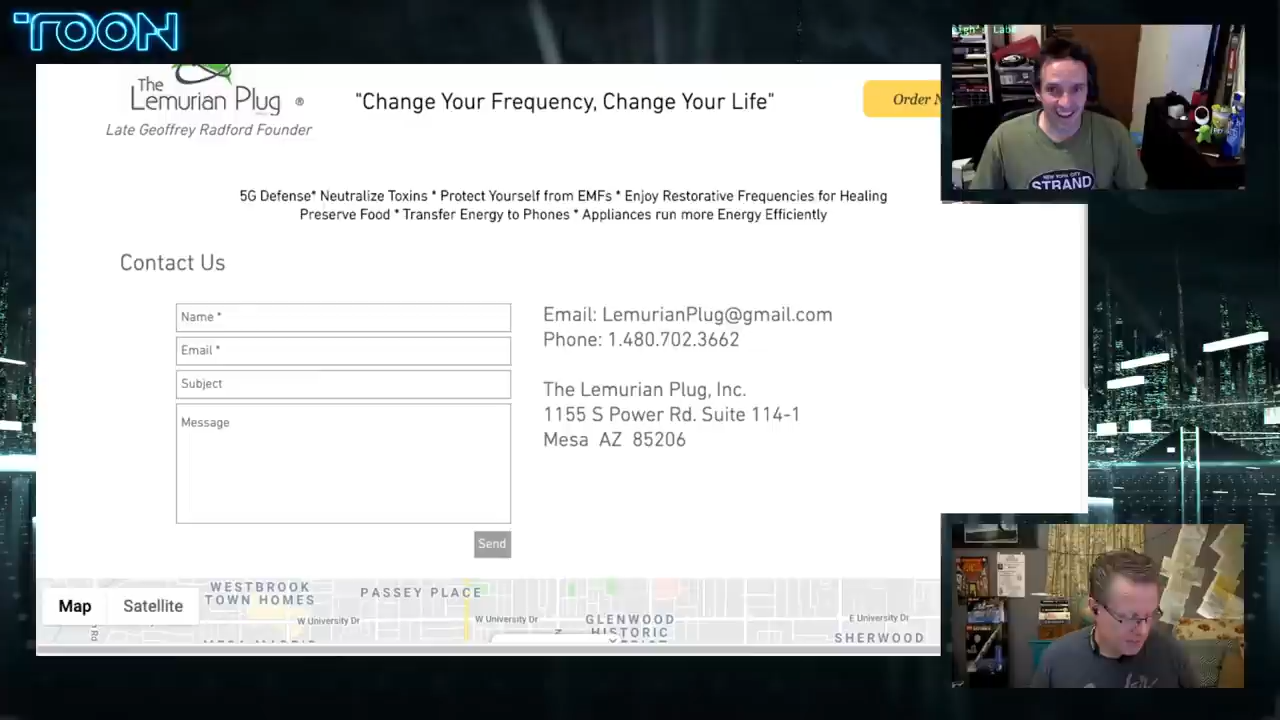 TOON
The
Lemurian Plug ®
Late Geoffrey Radford Founder
"Change Your Frequency, Change Your Life"
Order N
5G Defense* Neutralize Toxins * Protect Yourself from EMFs * Enjoy Restorative Frequencies for Healing
Preserve Food * Transfer Energy to Phones * Appliances run more Energy Efficiently
Contact Us
Name *
Email *
Subject
Message
Send
Email: LemurianPlug@gmail.com
Phone: 1.480.702.3662
The Lemurian Plug, Inc.
1155 S Power Rd. Suite 114-1
Mesa AZ 85206
Map
Satellite
WESTBROOK
TOWN HOMES
PASSEY PLACE
W University Dr
W University Dr
GLENWOOD
HISTORIC
E University Dr
SHERWOOD
NEW YORK CITY
STRAND